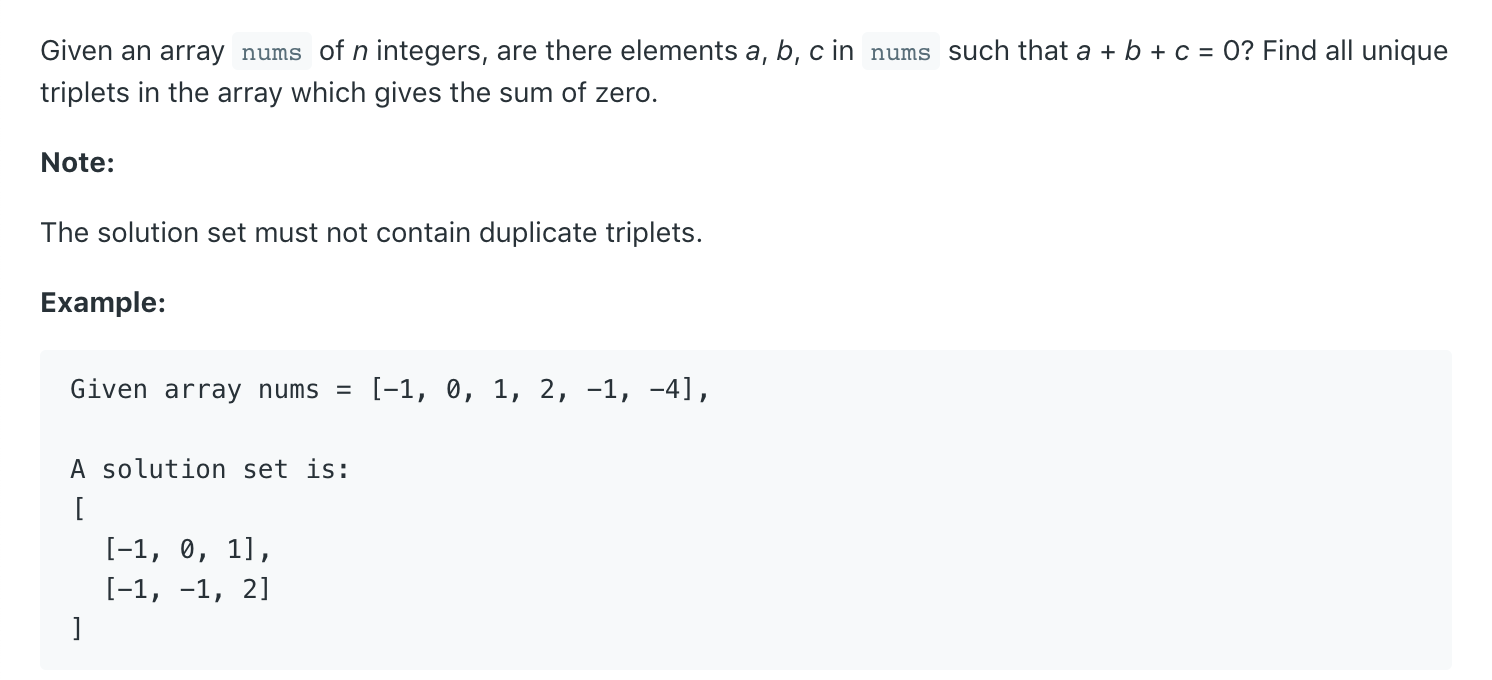 Given an array nums of n integers, are there elements a, b, c in nums such that a + b + c = 0? Find all unique
triplets in the array which gives the sum of zero.
Note:
The solution set must not contain duplicate triplets.
Example:
Given array nums = [-1, 0, 1, 2, -1, -4],
A solution set is:
[
  [-1, 0, 1],
  [-1, -1, 2]
]